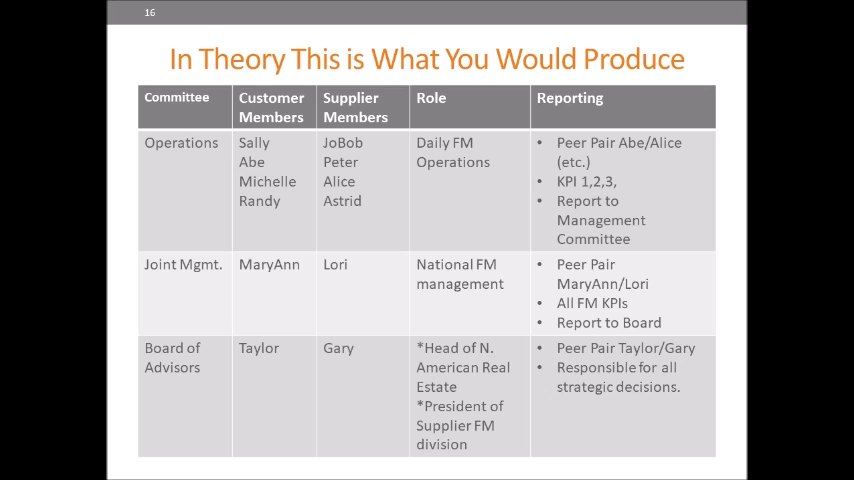 16
In Theory This is What You Would Produce
Committee
Customer
Members
Supplier
Members
Role
Reporting
Operations
Sally
Abe
Michelle
Randy
JoBob
Peter
Alice
Astrid
Daily FM
Operations
• Peer Pair Abe/Alice
(etc.)
• KPI 1,2,3,
• Report to
Management
Committee
Joint Mgmt.
MaryAnn
Lori
National FM
management
• Peer Pair
MaryAnn/Lori
• All FM KPIs
• Report to Board
Board of
Advisors
Taylor
Gary
*Head of N.
American Real
Estate
*President of
Supplier FM
division
• Peer Pair Taylor/Gary
• Responsible for all
strategic decisions.